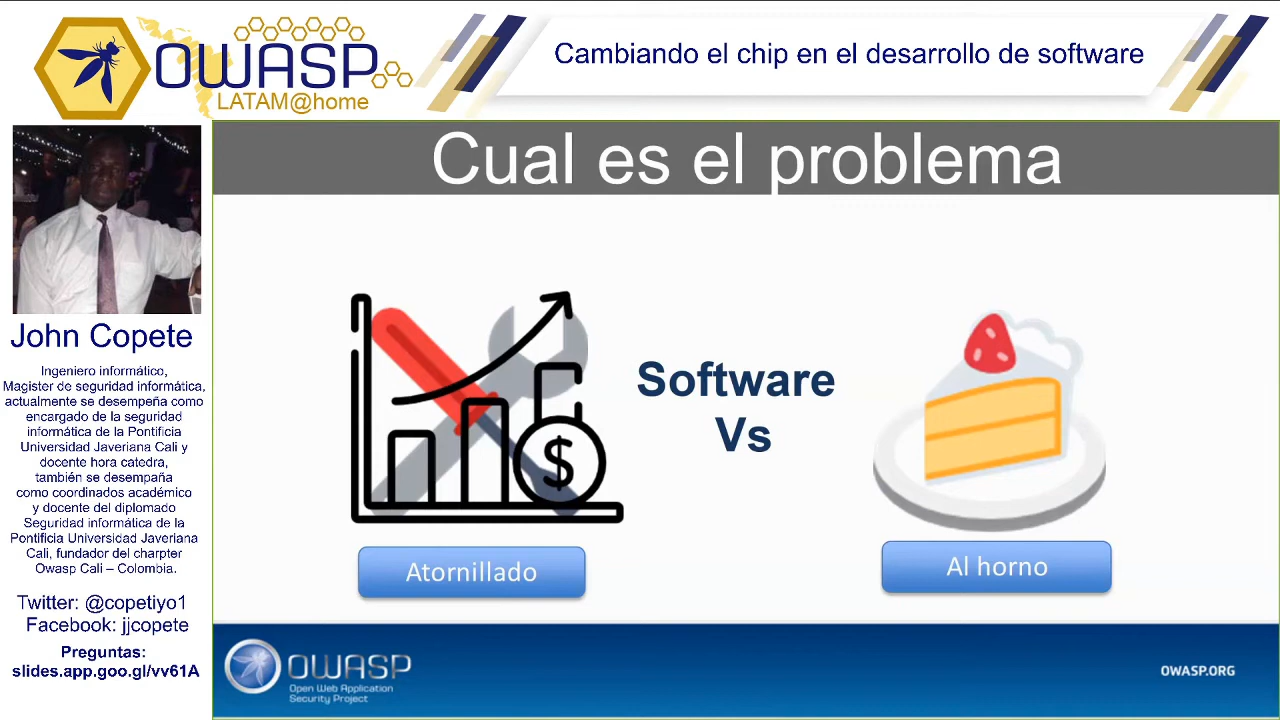 OWASP
LATAM@home
Cambiando el chip en el desarrollo de software
John Copete
Ingeniero informático,
Magister de seguridad informática,
actualmente se desempeña como
encargado de la seguridad
informática de la Pontificia
Universidad Javeriana Cali y
docente hora catedra,
también se desempaña
como coordinados académico
y docente del diplomado
Seguridad informática de la
Pontificia Universidad Javeriana
Cali, fundador del charpter
Owasp Cali – Colombia.
Twitter: @copetiyo1
Facebook: jjcopete
Preguntas:
slides.app.goo.gl/vv61A
Cual es el problema
$
Software
Vs
Atornillado
Al horno
OWASP
Open Web Application
Security Project
OWASP.ORG